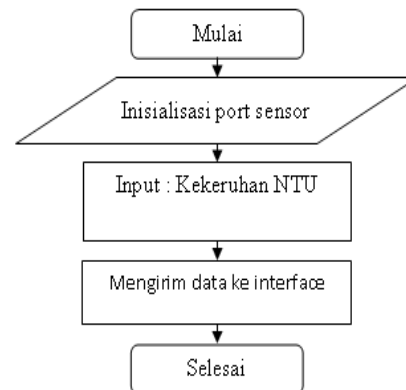 Mulai
Inisialisasi port sensor
Input : Kekeruhan NTU
Mengirim data ke interface
Selesai